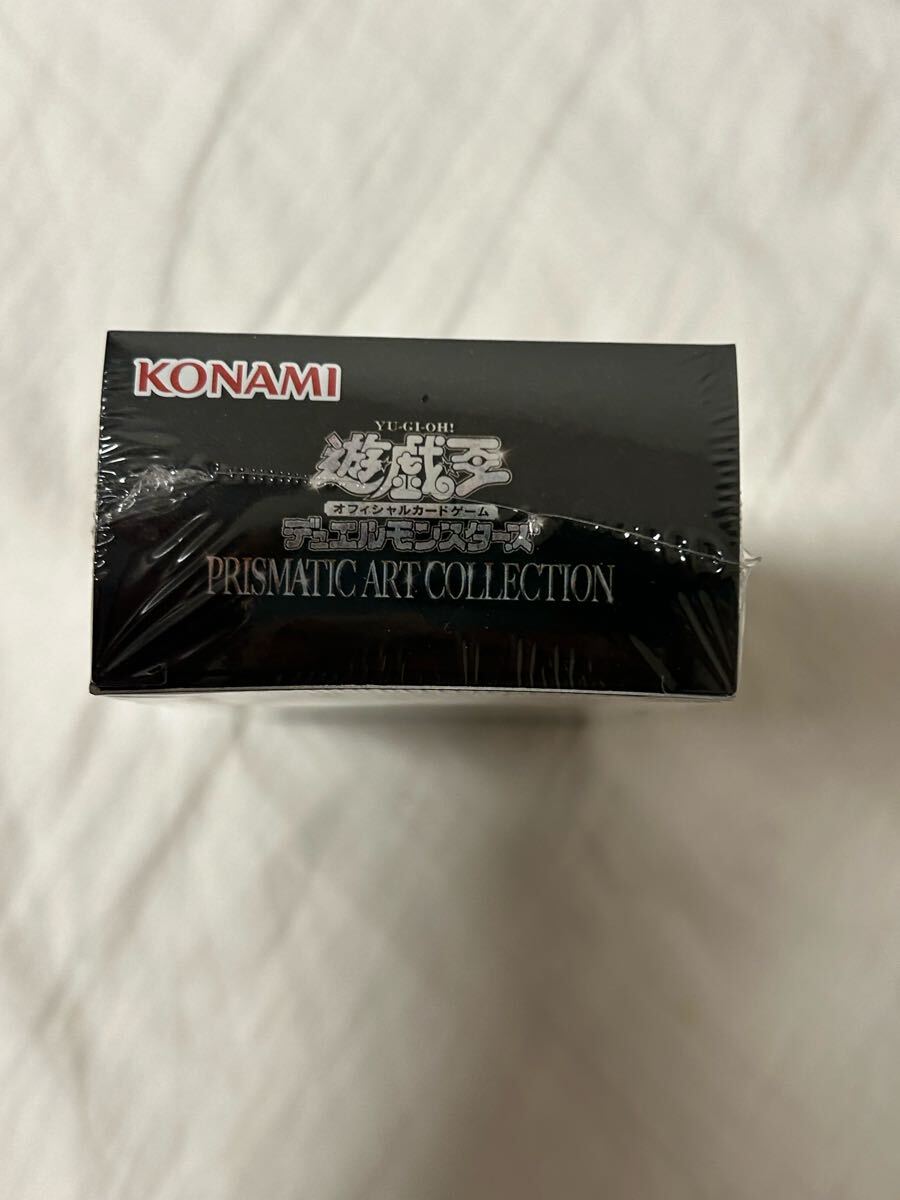 KONAMI
YU-GI-OH!
遊戯王
オフィシャルカードゲーム
デュエルモンスターズ
PRISMATIC ART COLLECTION